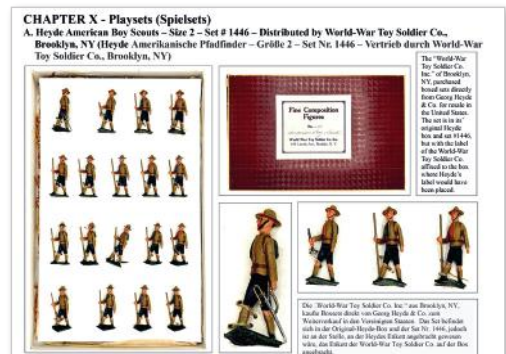 CHAPTER X - Playsets (Spielsets)
A. Heyde American Boy Scouts – Size 2 – Set # 1446 – Distributed by World-War Toy Soldier Co.,
Brooklyn, NY (Heyde Amerikanische Pfadfinder – Größe 2 – Set Nr. 1446 – Vertrieb durch World-War
Toy Soldier Co., Brooklyn, NY)
The "World-War
Toy Soldier Co.
Inc." of Brooklyn,
NY, purchased
boxed sets directly
from Georg Heyde
& Co. for resale in
the United States.
The set is in its
original Heyde
box and set #1446,
but with the label
of the World-War
Toy Soldier Co.
affixed to the box
where Heyde's
label would have
been placed.
Fine Composition
Figures
World-War Toy Soldier Co. Inc.
Die "World-War Toy Soldier Co. Inc." aus Brooklyn, NY,
kaufte Boxsets direkt von Georg Heyde & Co. zum
Weiterverkauf in den Vereinigten Staaten. Das Set befindet
sich in der Original-Heyde-Box und der Set Nr. 1446, jedoch
ist an der Stelle, an der Heydes Etikett angebracht gewesen
wäre, das Etikett der World-War Toy Soldier Co. auf der Box
angebracht.